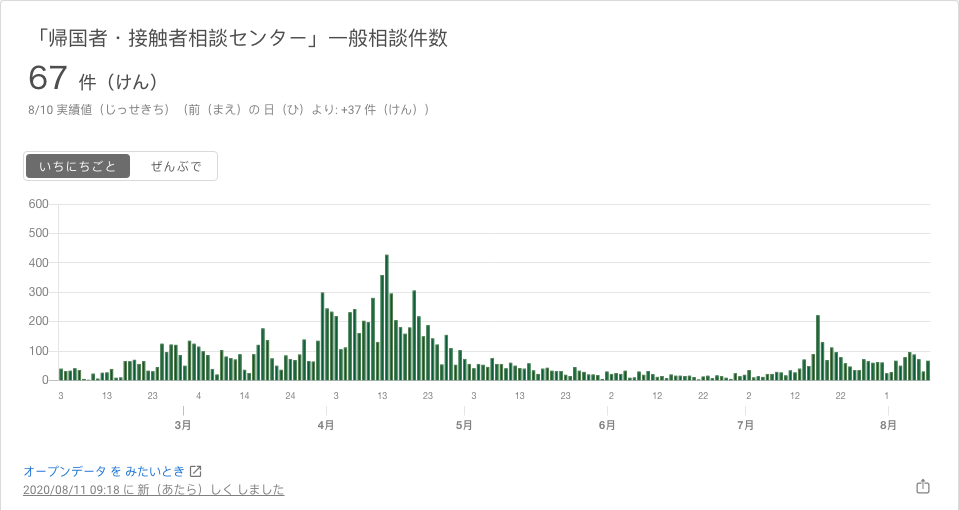 「帰国者・接触者相談センター」一般相談件数
67 件（けん）
8/10 実績値（じっせきち）（前（まえ）の 日（ひ）より: +37 件（けん））
いちにちごと ぜんぶで
600
500
400
300
200
100
0
3 13 23 4 14 24 3 13 23 3 13 23 2 12 22 2 12 22 1
3月 4月 5月 6月 7月 8月
オープンデータ を みたいとき
2020/08/11 09:18 に 新（あたら）しく しました